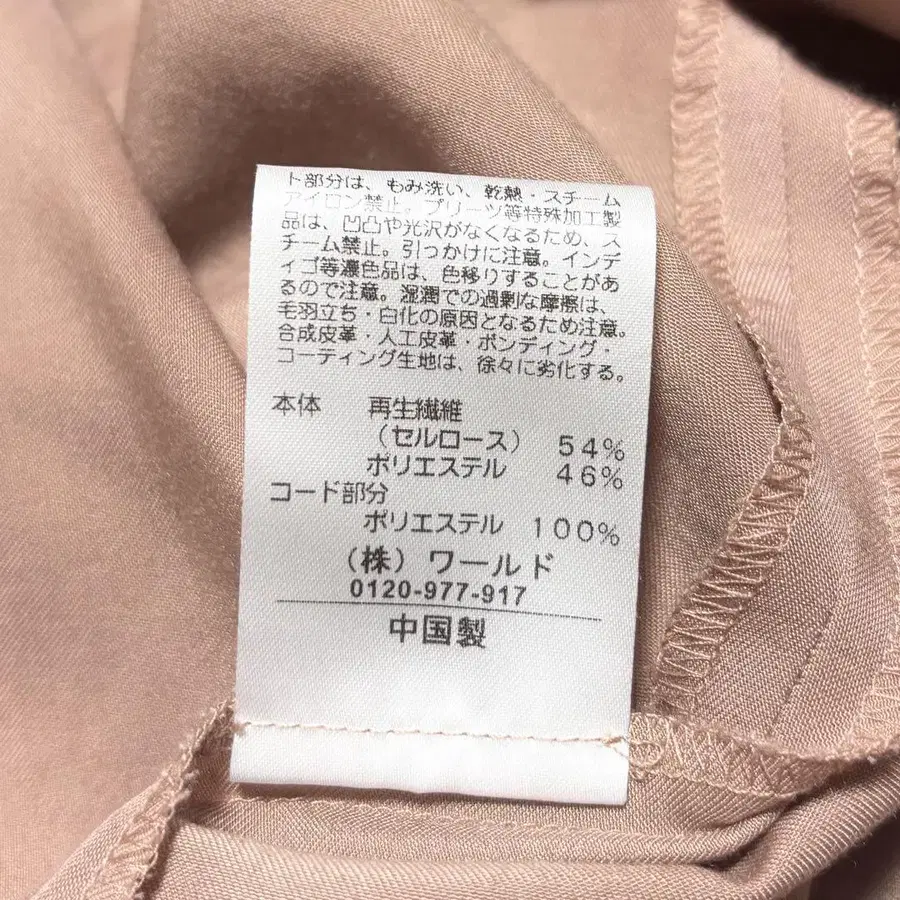 ト部分は、もみ洗い、乾熱・スチーム
アイロン禁止。プリーツ等特殊加工製
品は、凹凸や光沢がなくなるため、ス
チーム禁止。引っかけに注意。インデ
ィゴ等濃色品は、色移りすることがあ
るので注意。湿潤での過剰な摩擦は、
毛羽立ち・白化の原因となるため注意。
合成皮革・人工皮革・ボンディング・
コーティング生地は、徐々に劣化する。
本体 再生繊維
（セルロース） 54%
ポリエステル 46%
コード部分
ポリエステル 100%
（株）ワールド
0120-977-917
中国製